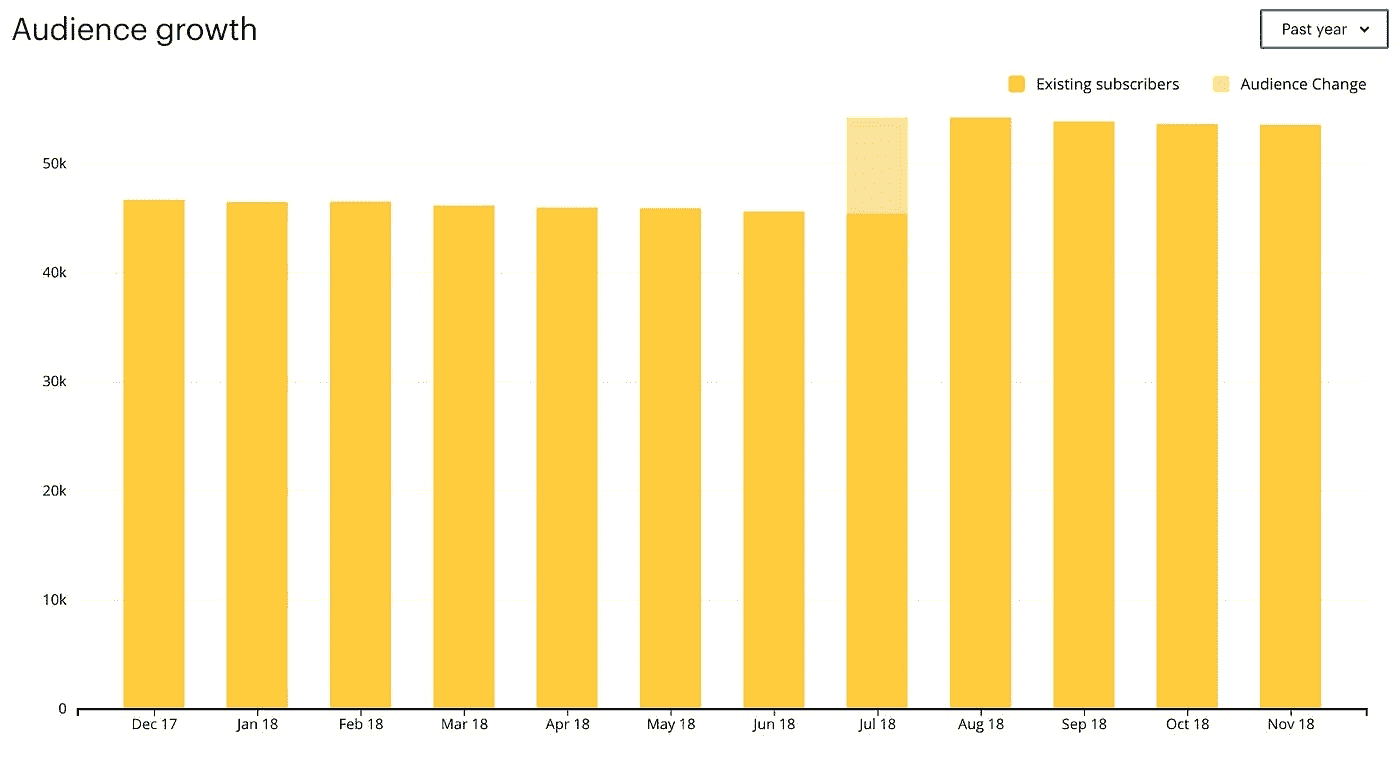 Audience growth
Past year
Existing subscribers
Audience Change
50k
40k
30k
20k
10k
0
Dec 17 Jan 18 Feb 18 Mar 18 Apr 18 May 18 Jun 18 Jul 18 Aug 18 Sep 18 Oct 18 Nov 18